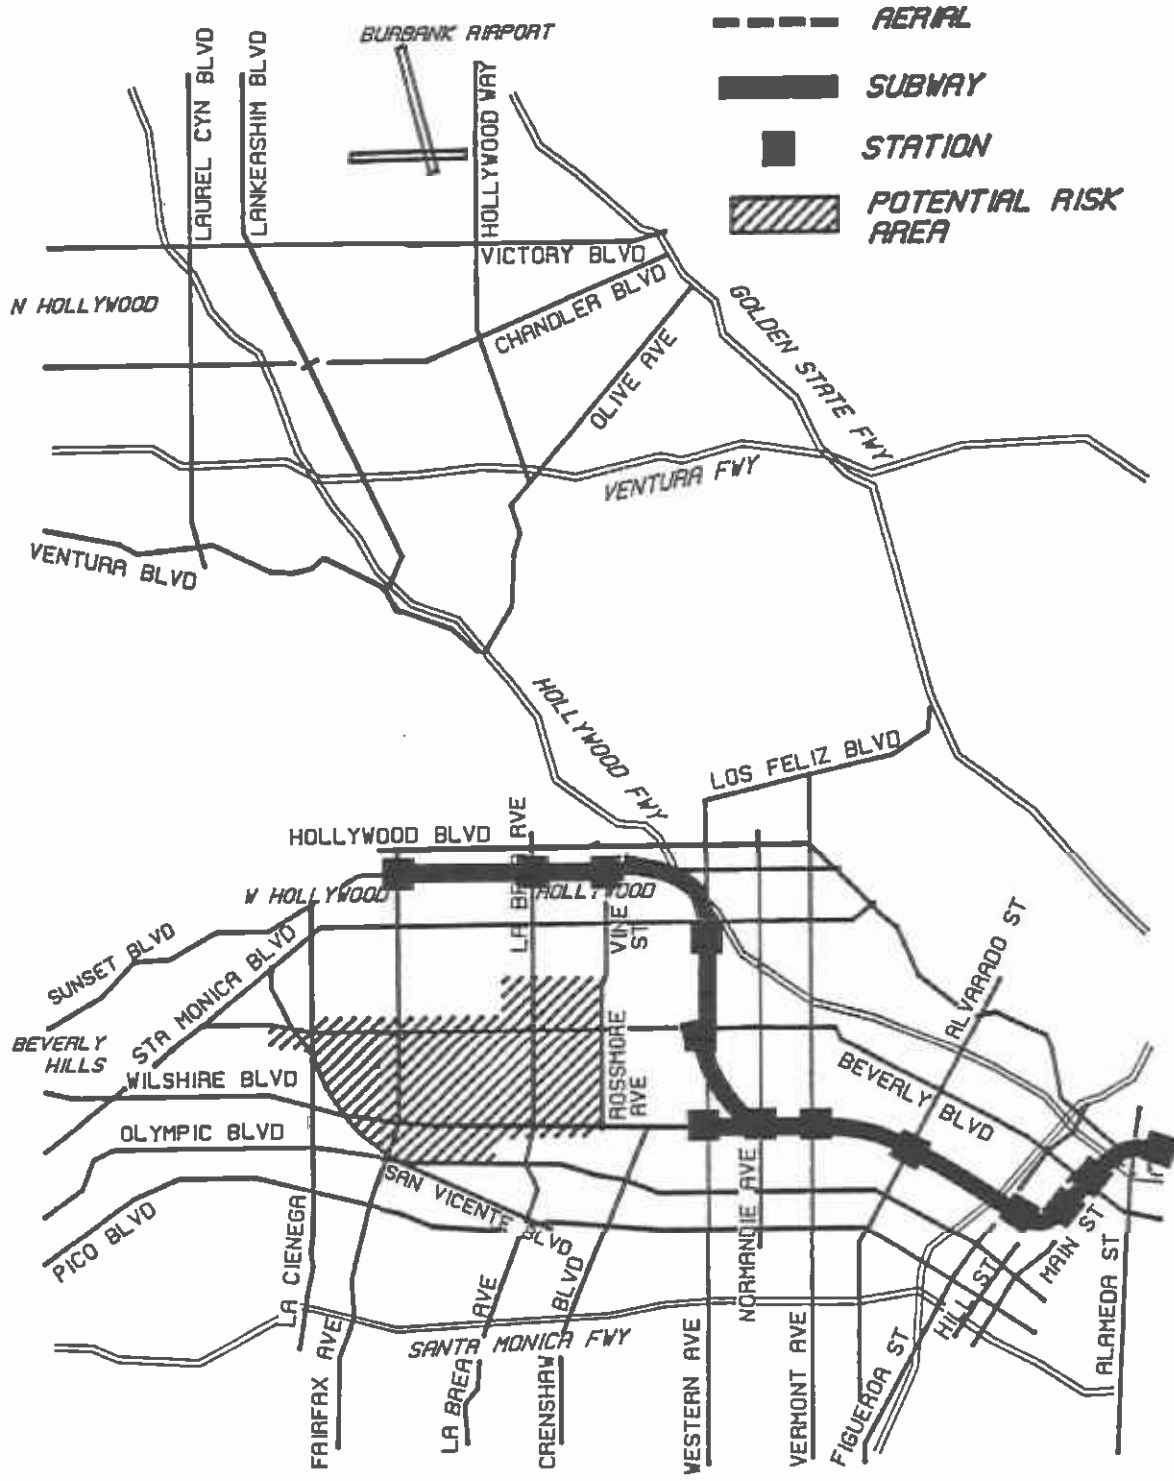 AERIAL
SUBWAY
STATION
POTENTIAL RISK
AREA
BURBANK AIRPORT
LAUREL CYN BLVD
LANKERSHIM BLVD
HOLLYWOOD WAY
VICTORY BLVD
N HOLLYWOOD
CHANDLER BLVD
GOLDEN STATE FWY
OLIVE AVE
VENTURA FWY
VENTURA BLVD
HOLLYWOOD FWY
LOS FELIZ BLVD
HOLLYWOOD BLVD
LA BREA AVE
W HOLLYWOOD
HOLLYWOOD
VINE
ST
SUNSET BLVD
STA MONICA BLVD
ALVARADO ST
BEVERLY
HILLS
WILSHIRE BLVD
ROSSMORE
AVE
BEVERLY BLVD
OLYMPIC BLVD
SAN VICENTE BLVD
PICO BLVD
LA CIENEGA
NORMANDIE AVE
MAIN ST
HILL ST
ALAMEDA ST
SANTA MONICA FWY
FAIRFAX AVE
LA BREA AVE
CRENSHAW BLVD
WESTERN AVE
VERMONT AVE
FIGUEROA ST